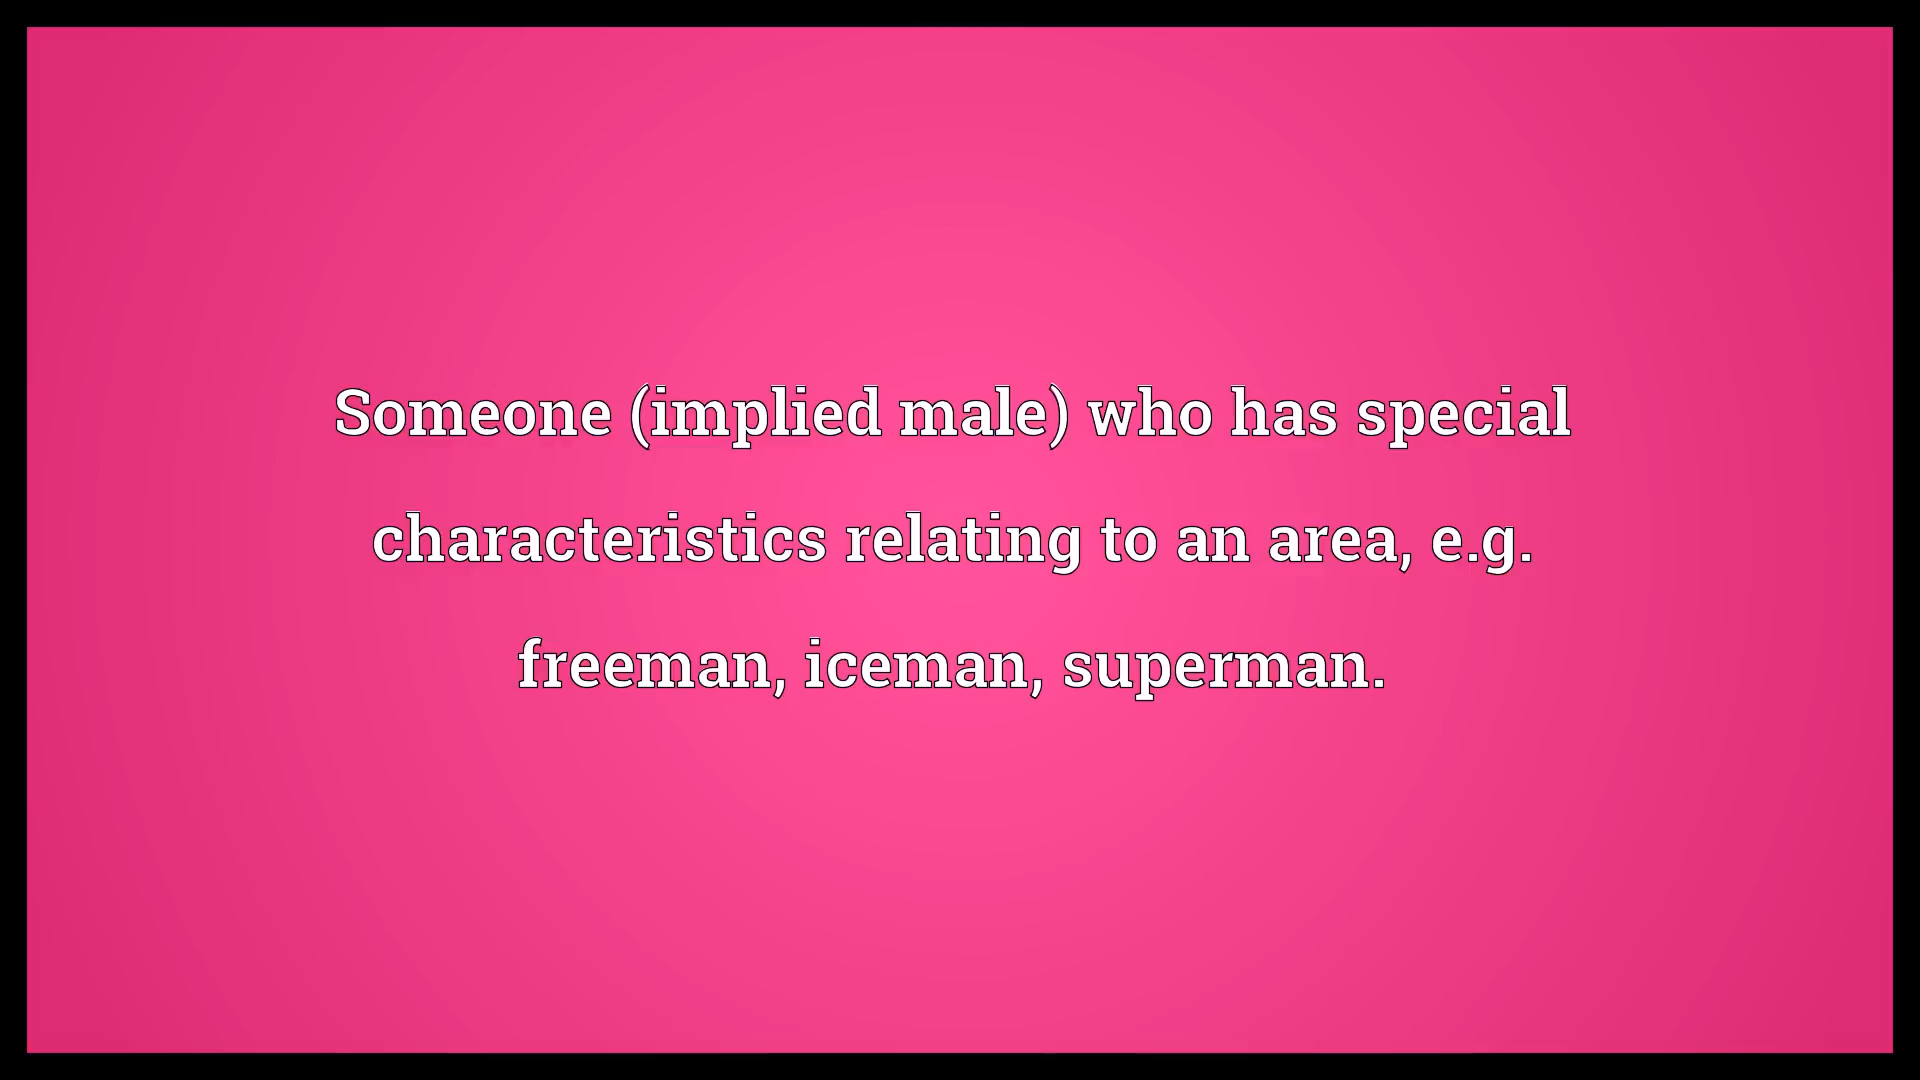 Someone (implied male) who has special
characteristics relating to an area, e.g.
freeman, iceman, superman.